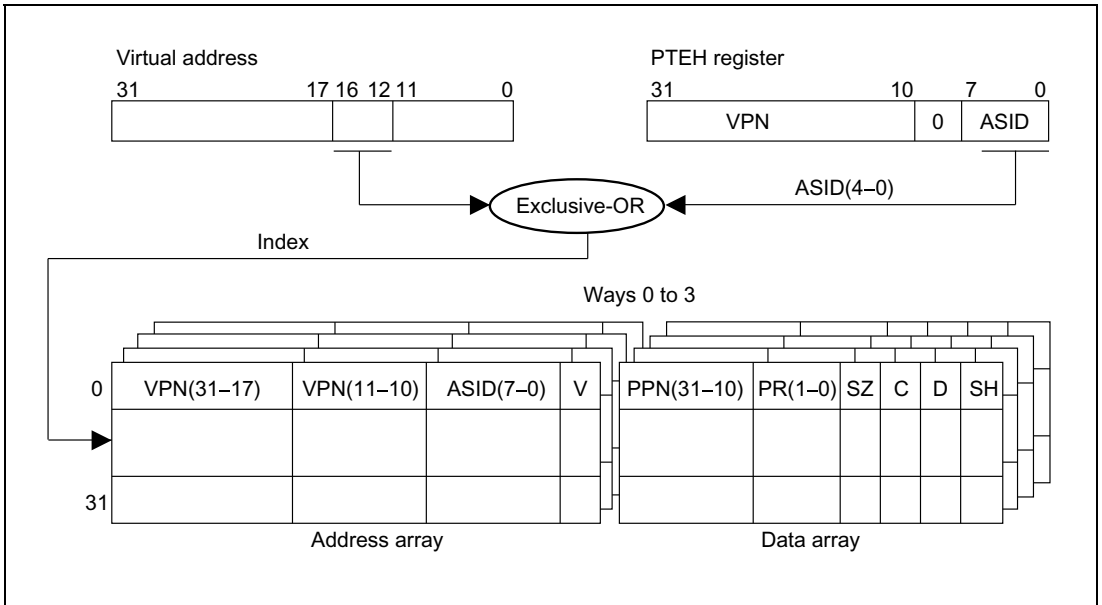 Virtual address
PTEH register
31 17 16 12 11 0
31 10 7 0
VPN 0 ASID
ASID(4–0)
Exclusive-OR
Index
Ways 0 to 3
0 VPN(31–17) VPN(11–10) ASID(7–0) V PPN(31–10) PR(1–0) SZ C D SH
31
Address array
Data array